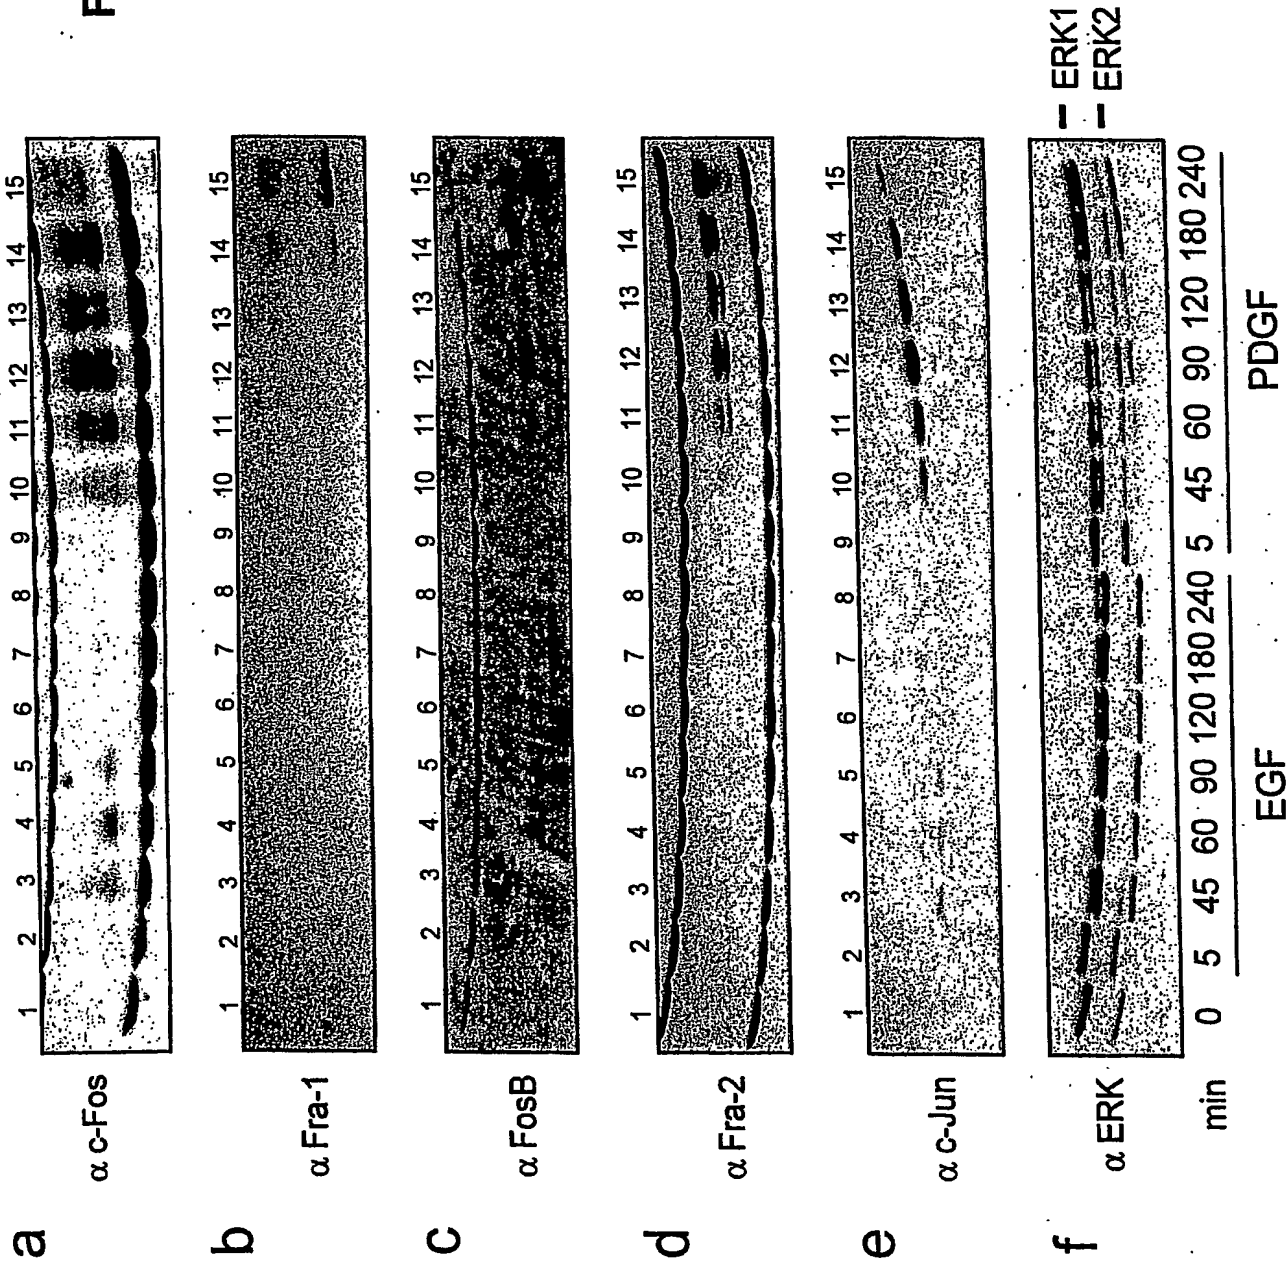 a
α c-Fos
1 2 3 4 5 6 7 8 9 10 11 12 13 14 15
b
α Fra-1
1 2 3 4 5 6 7 8 9 10 11 12 13 14 15
c
α FosB
1 2 3 4 5 6 7 8 9 10 11 12 13 14 15
d
α Fra-2
1 2 3 4 5 6 7 8 9 10 11 12 13 14 15
e
α c-Jun
1 2 3 4 5 6 7 8 9 10 11 12 13 14 15
f
α ERK
ERK1
ERK2
min 0 5 45 60 90 120 180 240 5 45 60 90 120 180 240
EGF PDGF